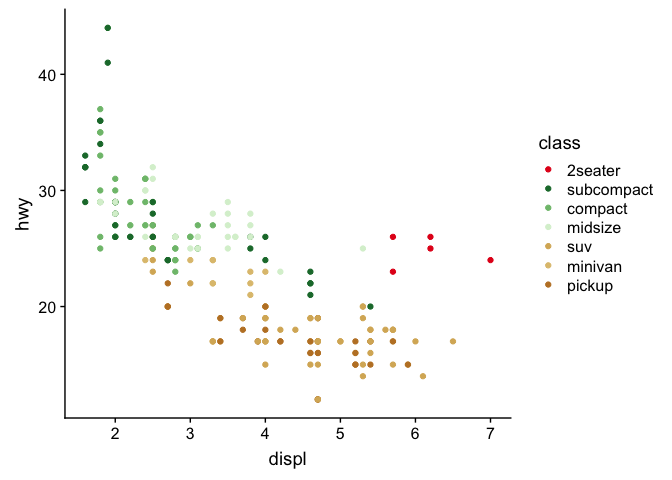 40
30
20
hwy
2
3
4
5
6
7
displ
class
2seater
subcompact
compact
midsize
suv
minivan
pickup